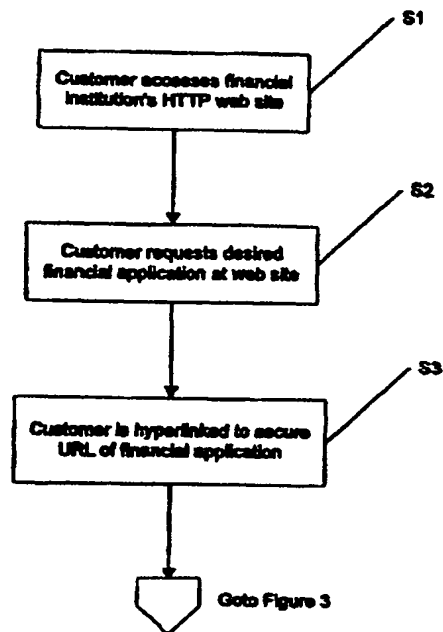 S1
Customer accesses financial
institution's HTTP web site
S2
Customer requests desired
financial application at web site
S3
Customer is hyperlinked to secure
URL of financial application
Goto Figure 3